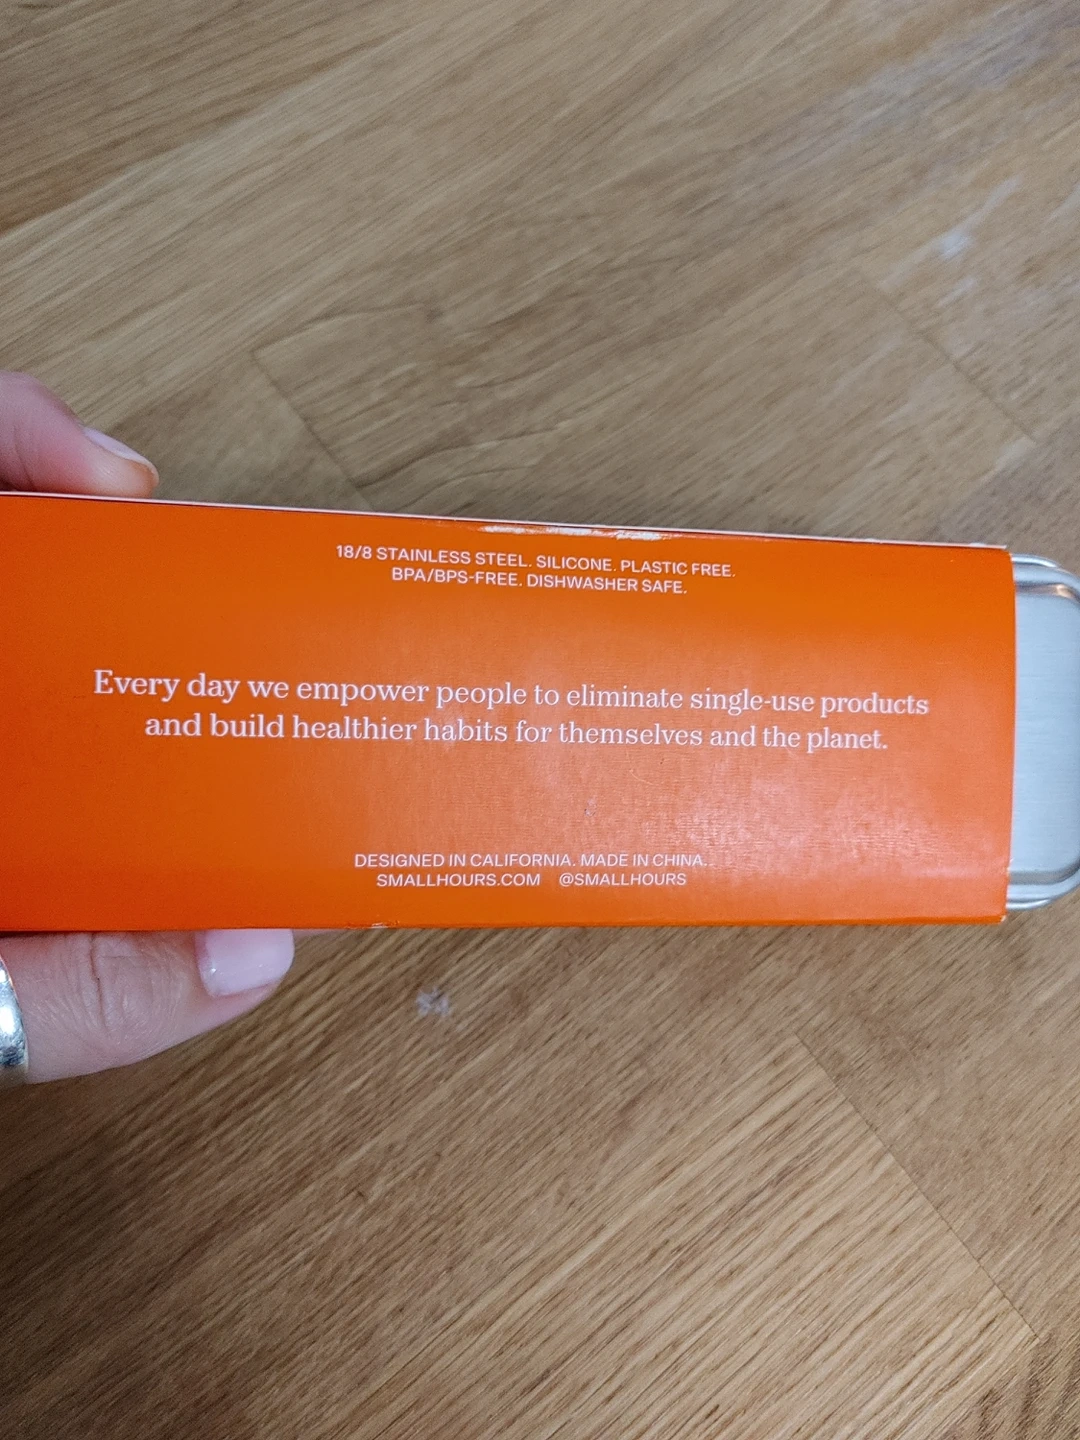 18/8 STAINLESS STEEL. SILICONE. PLASTIC FREE.
BPA/BPS-FREE. DISHWASHER SAFE.
Every day we empower people to eliminate single-use products
and build healthier habits for themselves and the planet.
DESIGNED IN CALIFORNIA. MADE IN CHINA.
SMALLHOURS.COM @SMALLHOURS